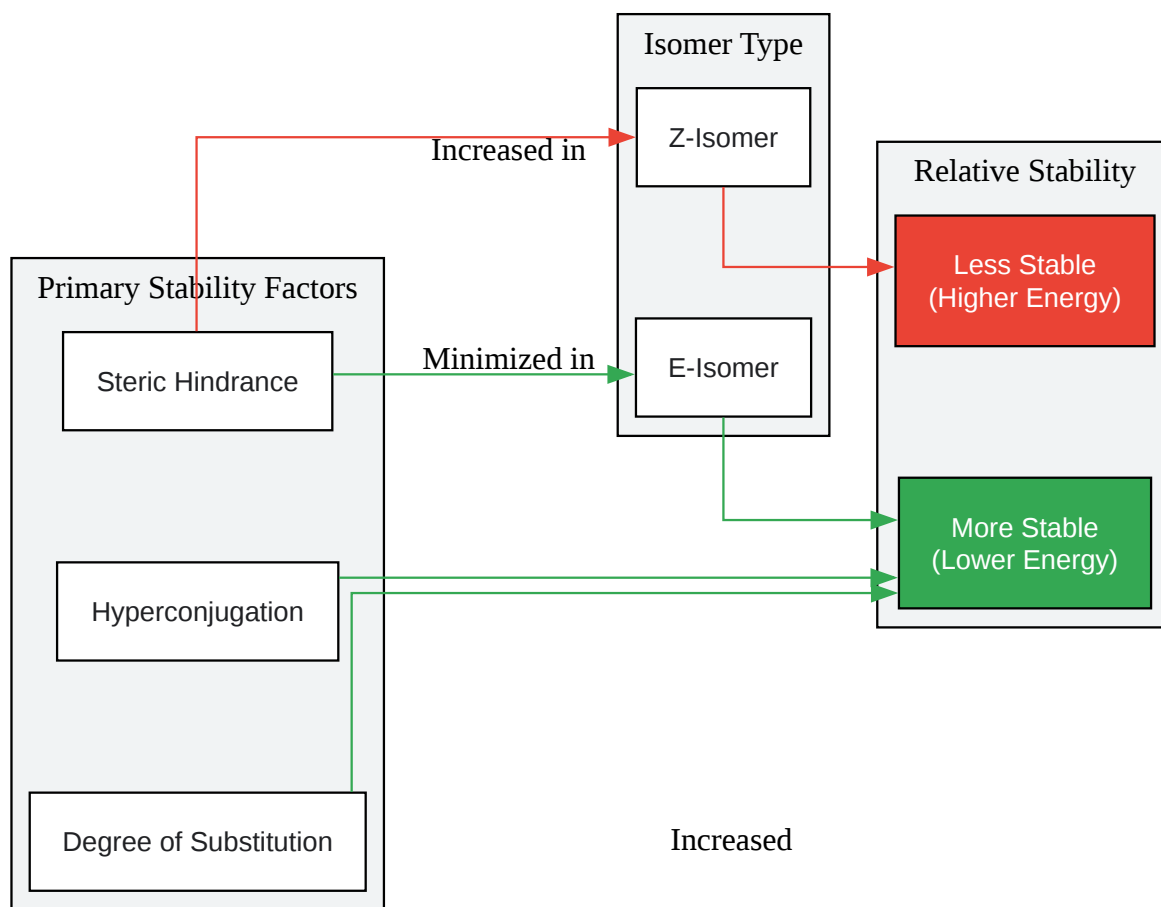 Isomer Type
Z-Isomer
Increased in
Relative Stability
Less Stable
(Higher Energy)
Primary Stability Factors
Steric Hindrance
Minimized in
E-Isomer
More Stable
(Lower Energy)
Hyperconjugation
Degree of Substitution
Increased